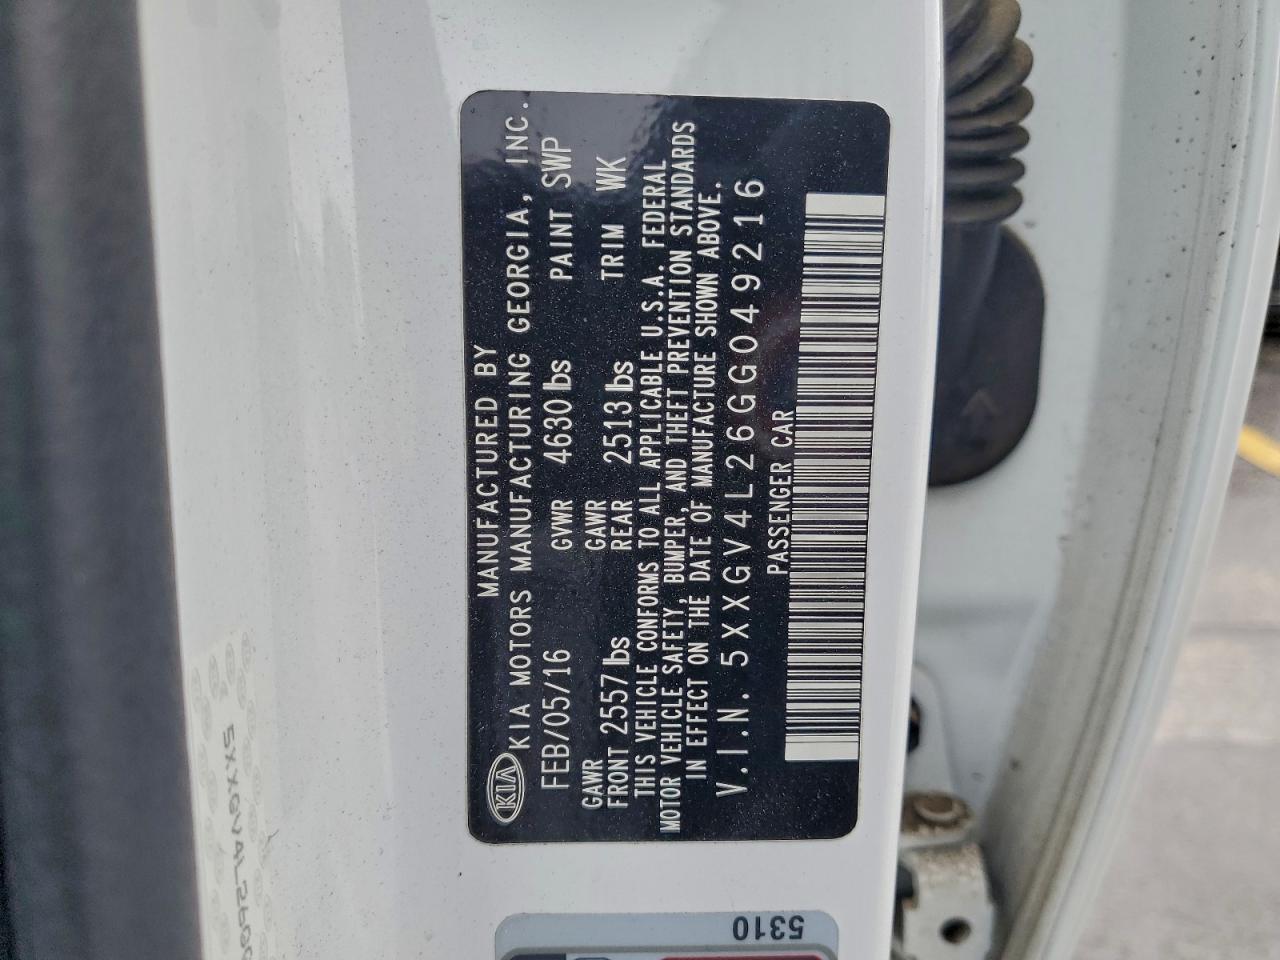 MANUFACTURED BY
KIA KIA MOTORS MANUFACTURING GEORGIA, INC.
FEB/05/16 GVWR 4630 lbs PAINT SWP
GAWR FRONT 2557 lbs GAWR REAR 2513 lbs TRIM WK
THIS VEHICLE CONFORMS TO ALL APPLICABLE U.S.A. FEDERAL
MOTOR VEHICLE SAFETY, BUMPER, AND THEFT PREVENTION STANDARDS
IN EFFECT ON THE DATE OF MANUFACTURE SHOWN ABOVE.
V.I.N. 5XXGV4L26GG049216
PASSENGER CAR
5310